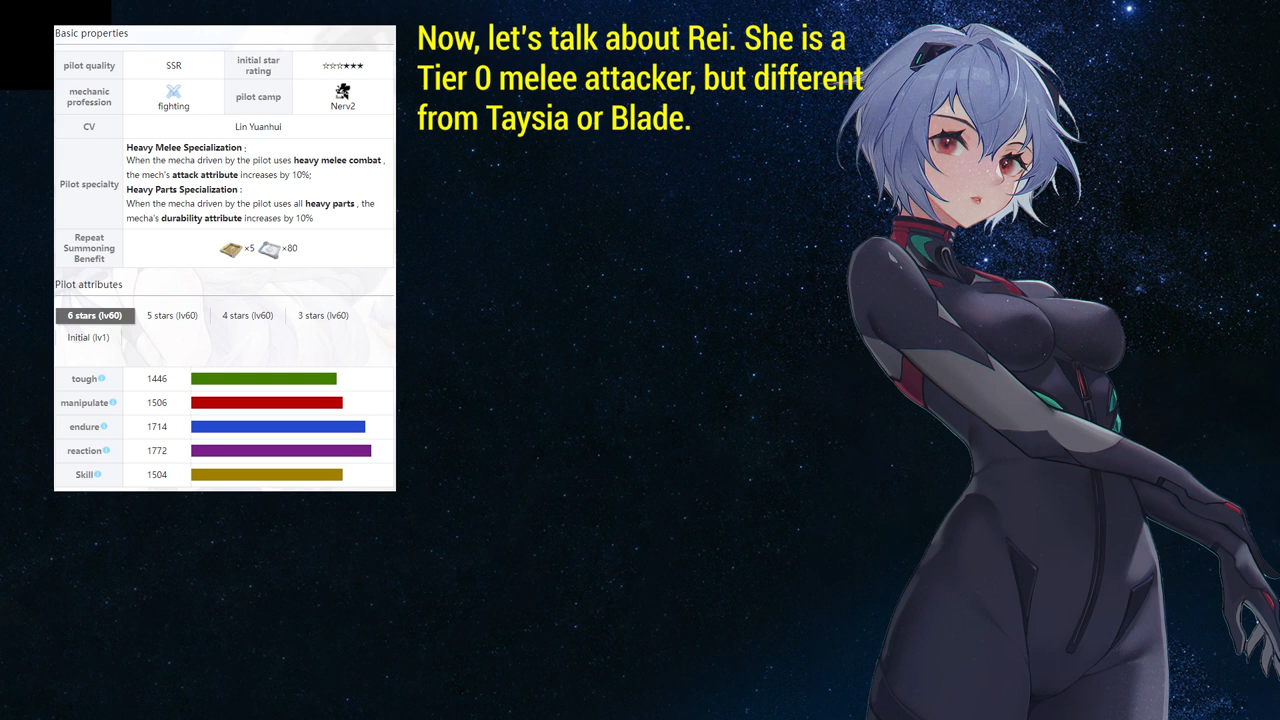 Basic properties
pilot quality
SSR
initial star rating
☆☆☆★★★
mechanic profession
fighting
pilot camp
Nerv2
CV
Lin Yuanhui
Pilot specialty
Heavy Melee Specialization :
When the mecha driven by the pilot uses heavy melee combat ,
the mech's attack attribute increases by 10%;
Heavy Parts Specialization :
When the mecha driven by the pilot uses all heavy parts , the
mecha's durability attribute increases by 10%
Repeat
Summoning
Benefit
×5 ×80
Pilot attributes
6 stars (lv60) 5 stars (lv60) 4 stars (lv60) 3 stars (lv60)
Initial (lv1)
tough 1446
manipulate 1506
endure 1714
reaction 1772
Skill 1504
Now, let's talk about Rei. She is a
Tier 0 melee attacker, but different
from Taysia or Blade.